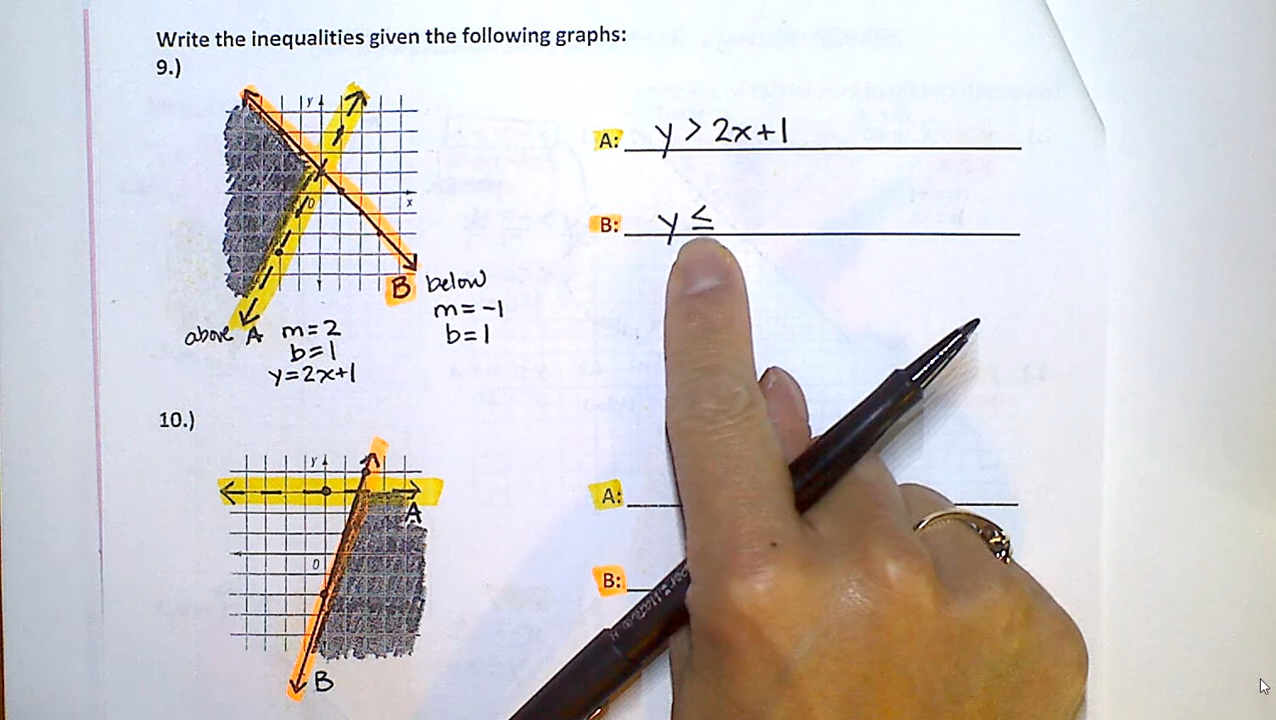 Write the inequalities given the following graphs:
9.)
y
0
x
A: y > 2x+1
B: y ≤
B below
m = -1
b = 1
above A m = 2
b = 1
y = 2x+1
10.)
y
0
A
B
A:
B: